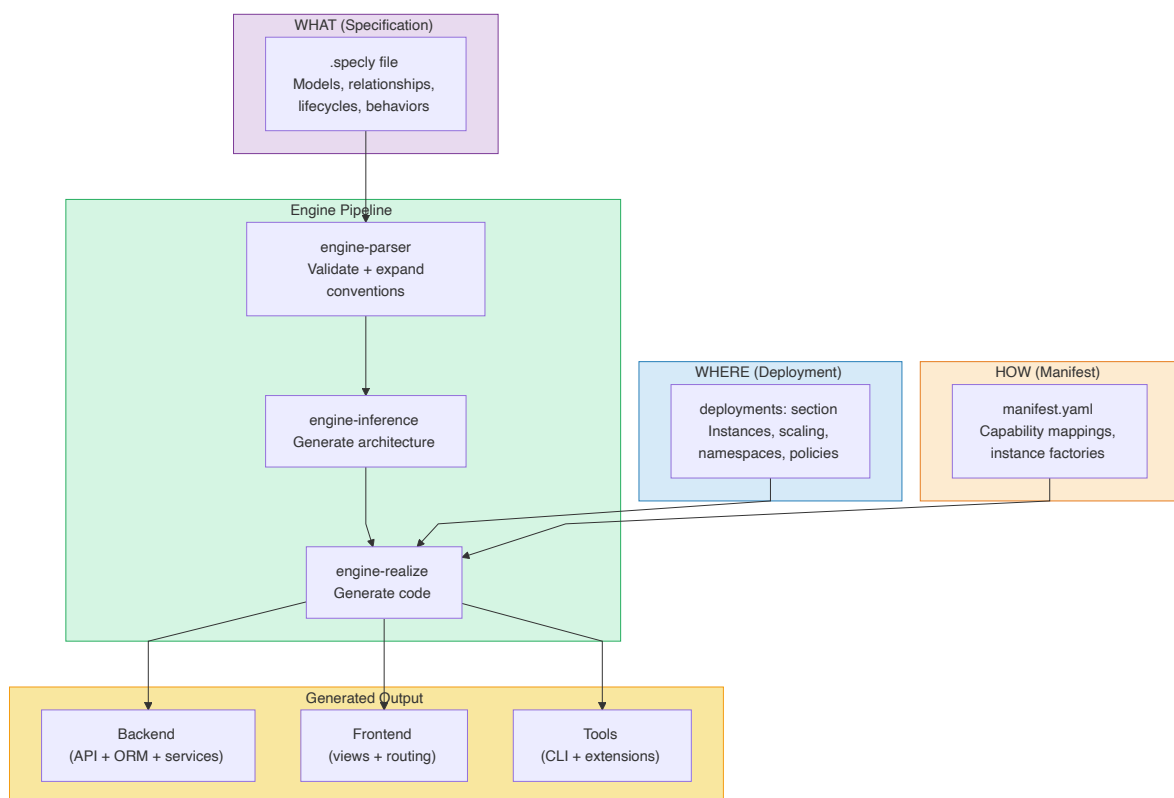 WHAT (Specification)
.specly file
Models, relationships,
lifecycles, behaviors
Engine Pipeline
engine-parser
Validate + expand
conventions
engine-inference
Generate architecture
WHERE (Deployment)
deployments: section
Instances, scaling,
namespaces, policies
HOW (Manifest)
manifest.yaml
Capability mappings,
instance factories
engine-realize
Generate code
Generated Output
Backend
(API + ORM + services)
Frontend
(views + routing)
Tools
(CLI + extensions)